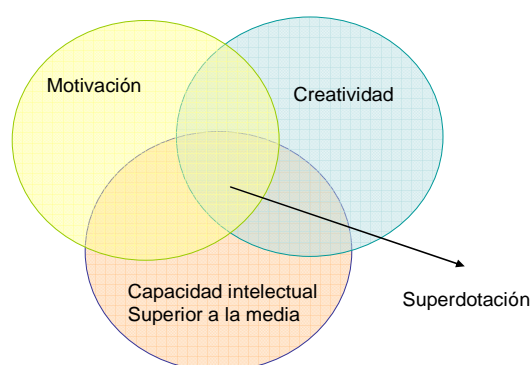 Motivación
Creatividad
Capacidad intelectual
Superior a la media
Superdotación